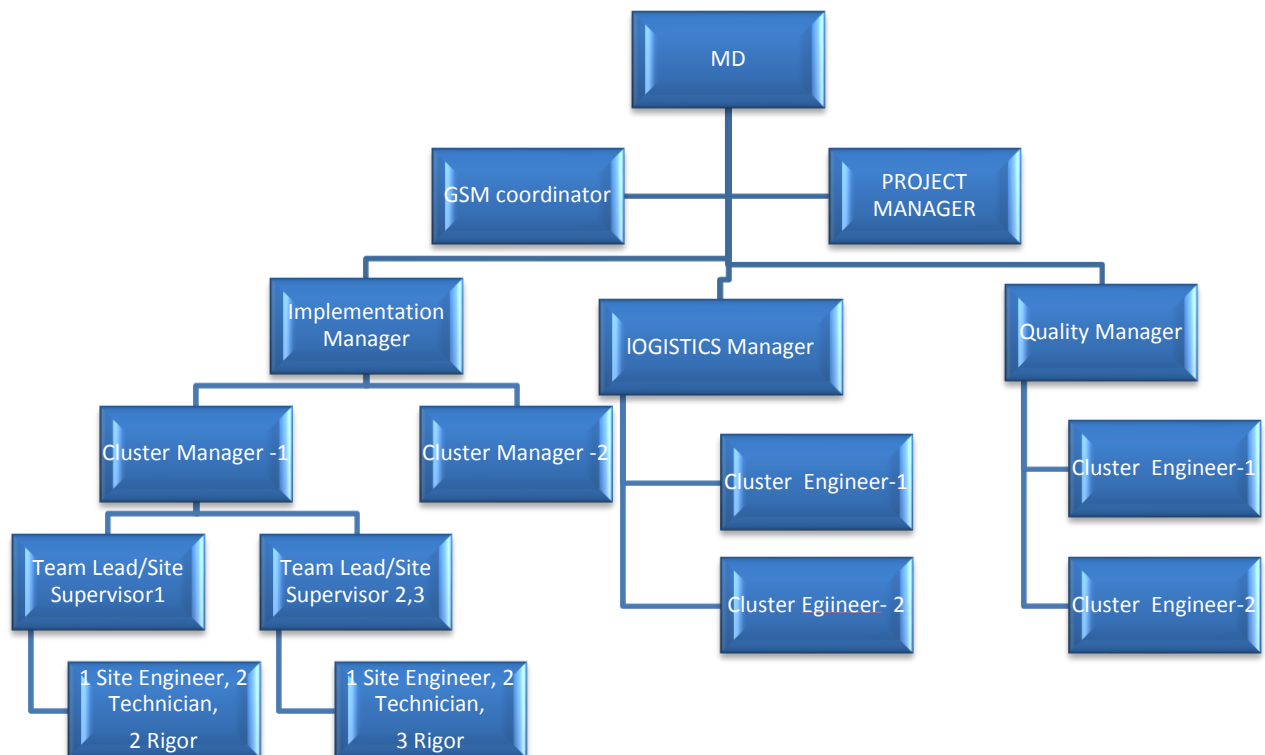 MD
GSM coordinator
PROJECT
MANAGER
Implementation
Manager
lOGISTICS Manager
Quality Manager
Cluster Manager -1
Cluster Manager -2
Cluster Engineer-1
Cluster Engineer-1
Team Lead/Site
Supervisor1
Team Lead/Site
Supervisor 2,3
Cluster Egiineer- 2
Cluster Engineer-2
1 Site Engineer, 2
Technician,
2 Rigor
1 Site Engineer, 2
Technician,
3 Rigor